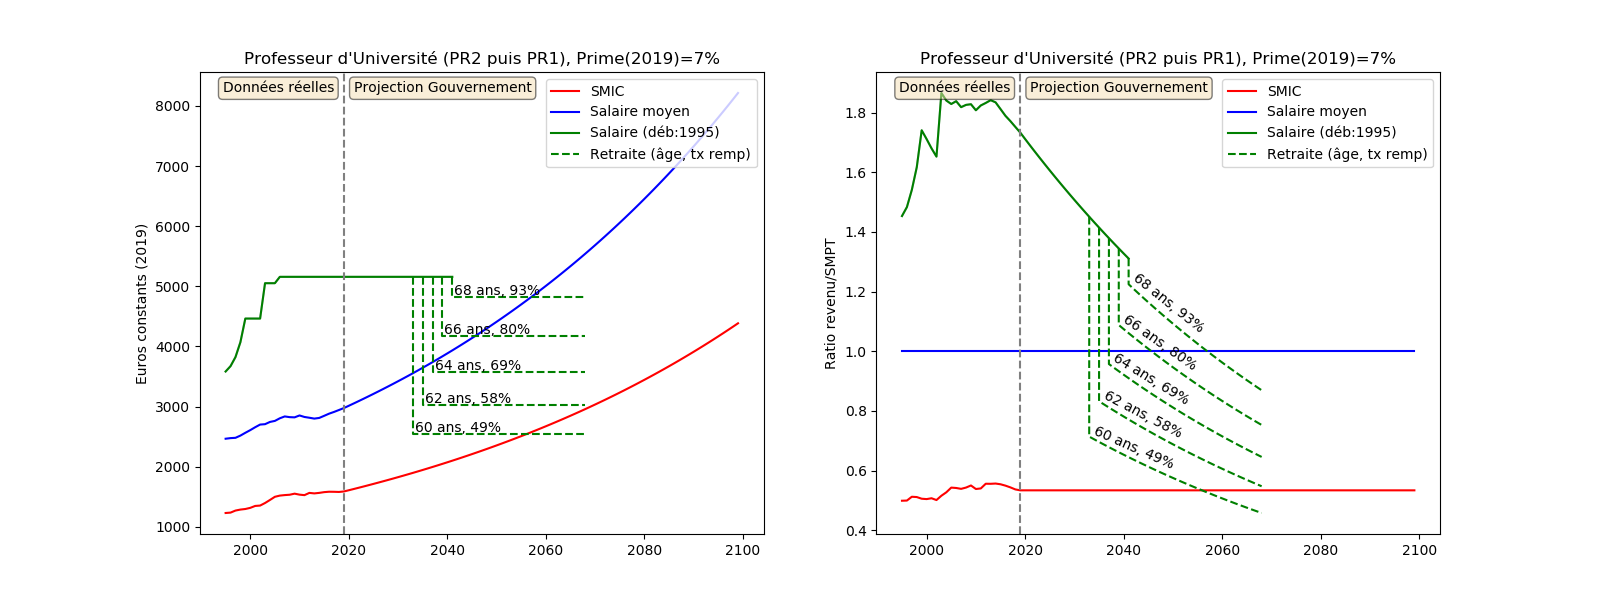 Professeur d'Université (PR2 puis PR1), Prime(2019)=7%
Données réelles
Projection Gouvernement
SMIC
Salaire moyen
Salaire (déb:1995)
Retraite (âge, tx remp)
Euros constants (2019)
8000
7000
6000
5000
4000
3000
2000
1000
68 ans, 93%
66 ans, 80%
64 ans, 69%
62 ans, 58%
60 ans, 49%
2000
2020
2040
2060
2080
2100
Professeur d'Université (PR2 puis PR1), Prime(2019)=7%
Données réelles
Projection Gouvernement
SMIC
Salaire moyen
Salaire (déb:1995)
Retraite (âge, tx remp)
Ratio revenu/SMPT
1.8
1.6
1.4
1.2
1.0
0.8
0.6
0.4
68 ans, 93%
66 ans, 80%
64 ans, 69%
62 ans, 58%
60 ans, 49%
2000
2020
2040
2060
2080
2100